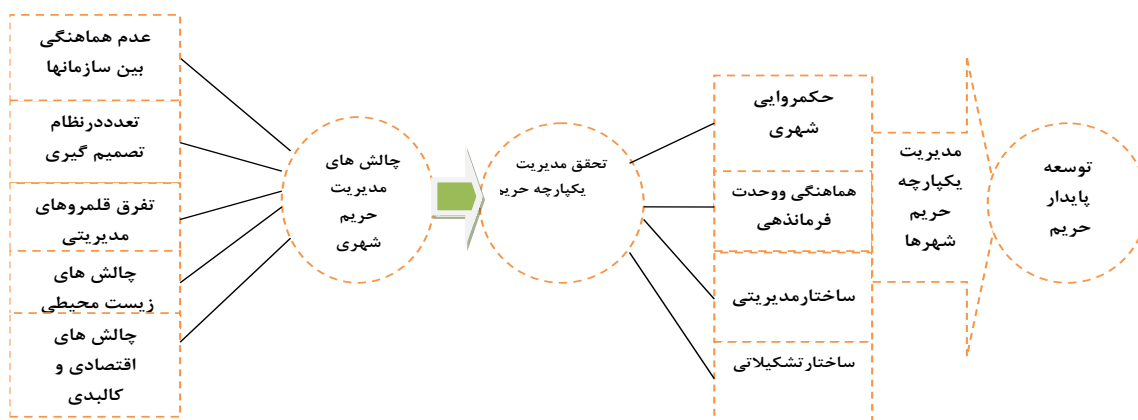 عدم هماهنگی
بین سازمانها
تعدددرنظام
تصمیم گیری
تفرق قلمروهای
مدیریتی
چالش های
زیست محیطی
چالش های
اقتصادی و
کالبدی
چالش های
مدیریت
حریم
شهری
تحقق مدیریت
یکپارچه حریم
حکمروایی
شهری
هماهنگی ووحدت
فرمانذهی
ساختارمدیریتی
ساختارتشکیلاتی
مدیریت
یکپارچه
حریم
شهرها
توسعه
پایدار
حریم